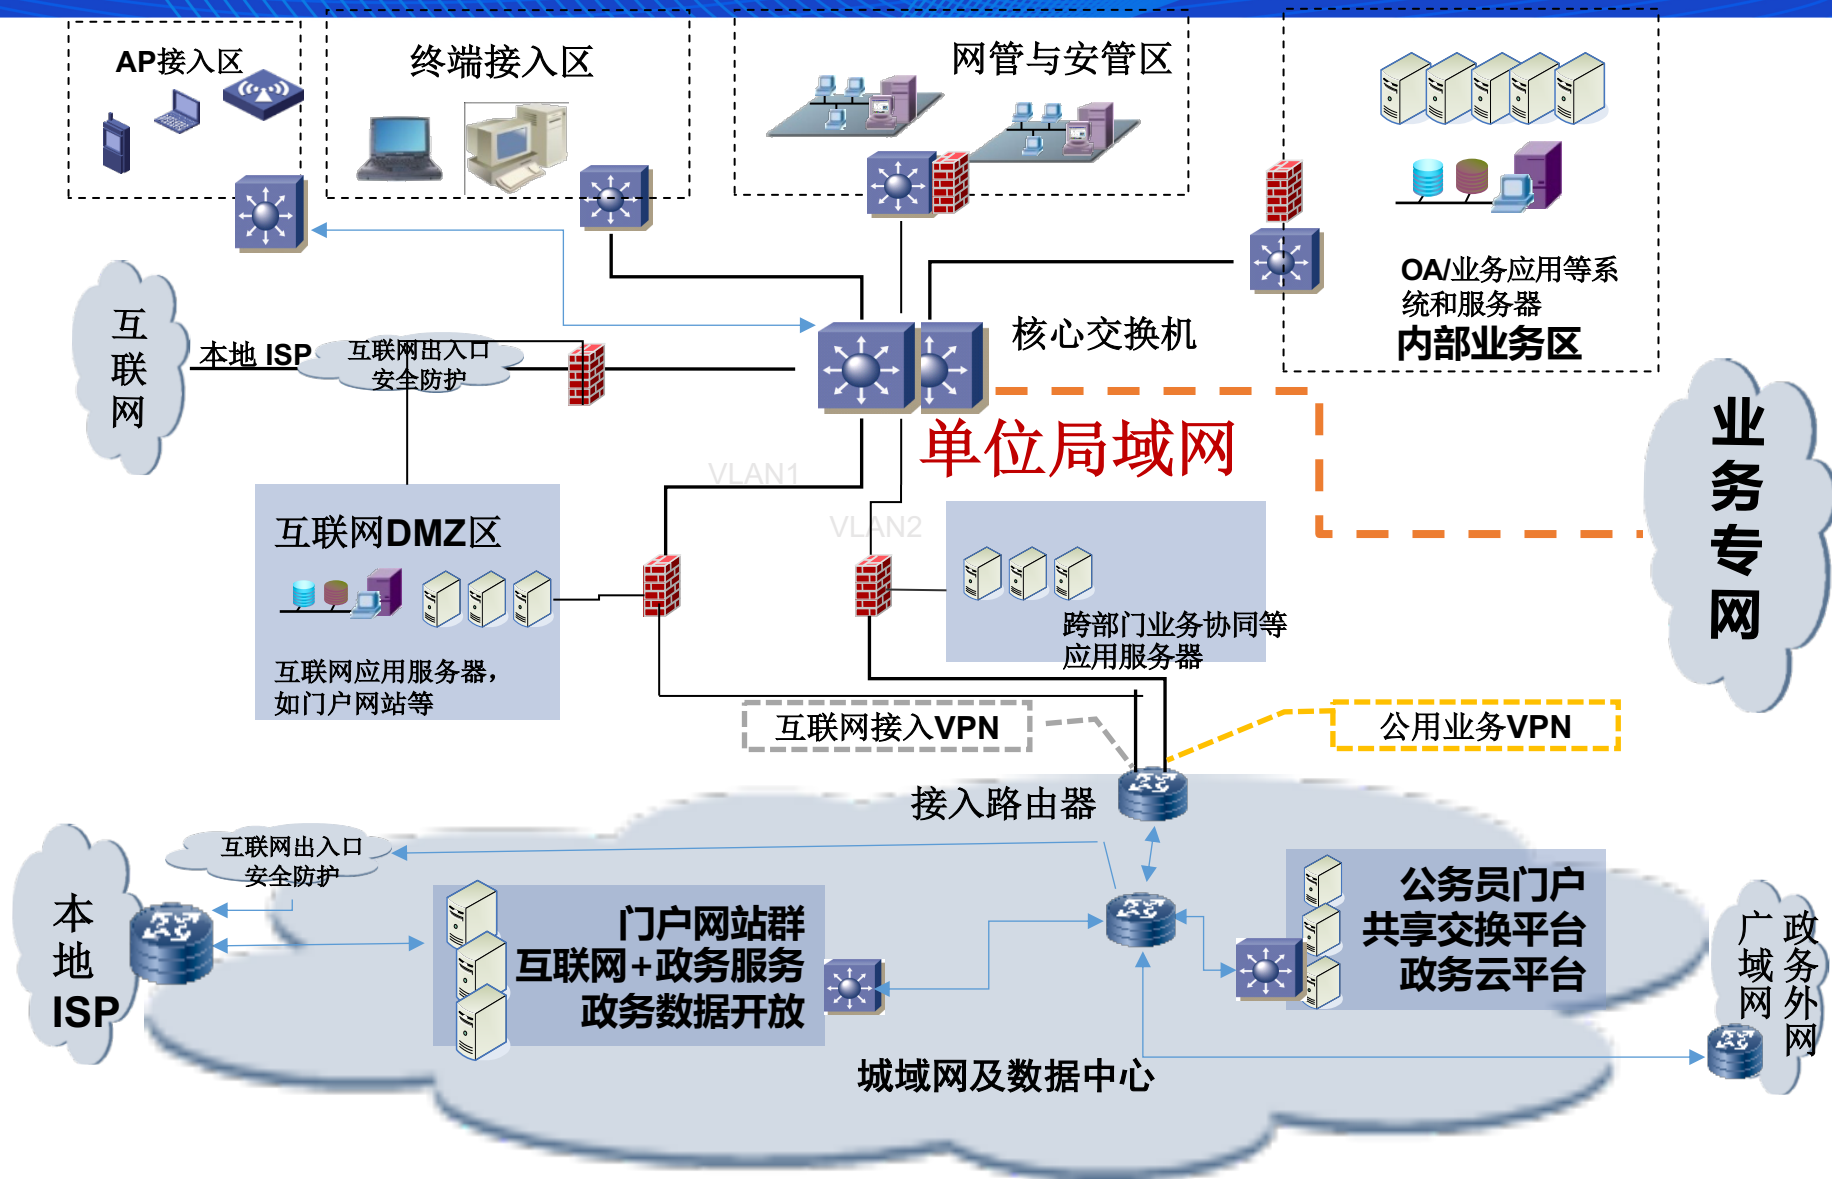 AP接入区
终端接入区
网管与安管区
OA/业务应用等系
统和服务器
内部业务区
互
联
网
本地 ISP
互联网出入口
安全防护
核心交换机
单位局域网
业
务
专
网
VLAN1
VLAN2
互联网DMZ区
互联网应用服务器，
如门户网站等
跨部门业务协同等
应用服务器
互联网接入VPN
公用业务VPN
接入路由器
互联网出入口
安全防护
本
地
ISP
门户网站群
互联网+政务服务
政务数据开放
公务员门户
共享交换平台
政务云平台
城域网及数据中心
政务外网
广域网